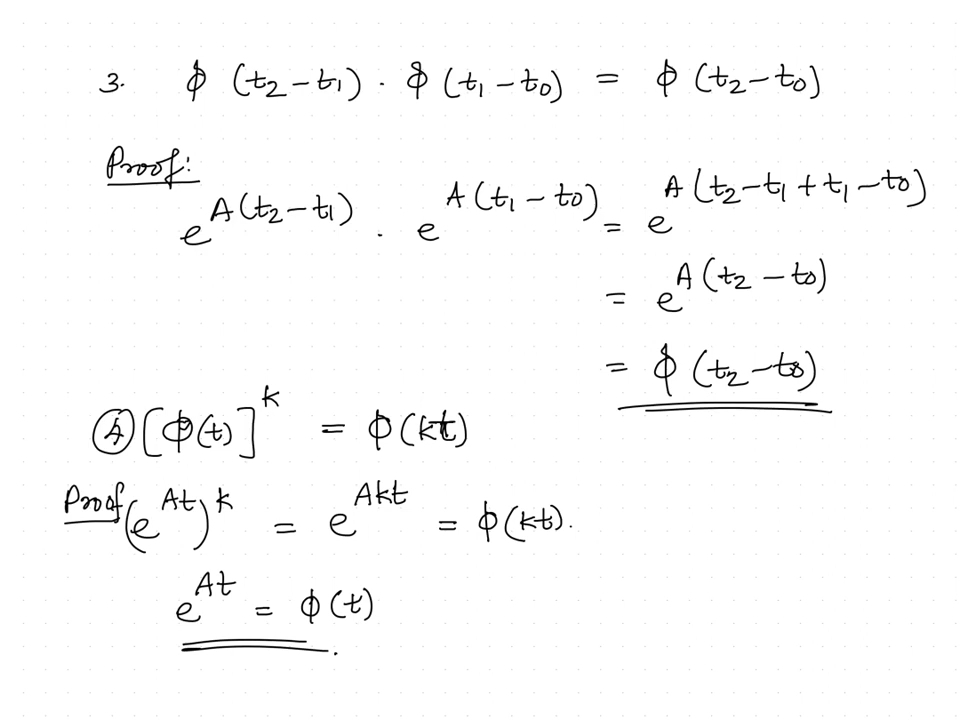 3. ϕ (t₂−t₁) · ϕ (t₁−t₀) = ϕ (t₂−t₀)
Proof:
e^{A(t₂−t₁)} · e^{A(t₁−t₀)} = e^{A(t₂−t₁+t₁−t₀)}
= e^{A(t₂−t₀)}
= ϕ (t₂−t₀)
④ [ϕ(t)]^k = ϕ(kt)
Proof (e^{At})^k = e^{Akt} = ϕ(kt).
e^{At} = ϕ(t).